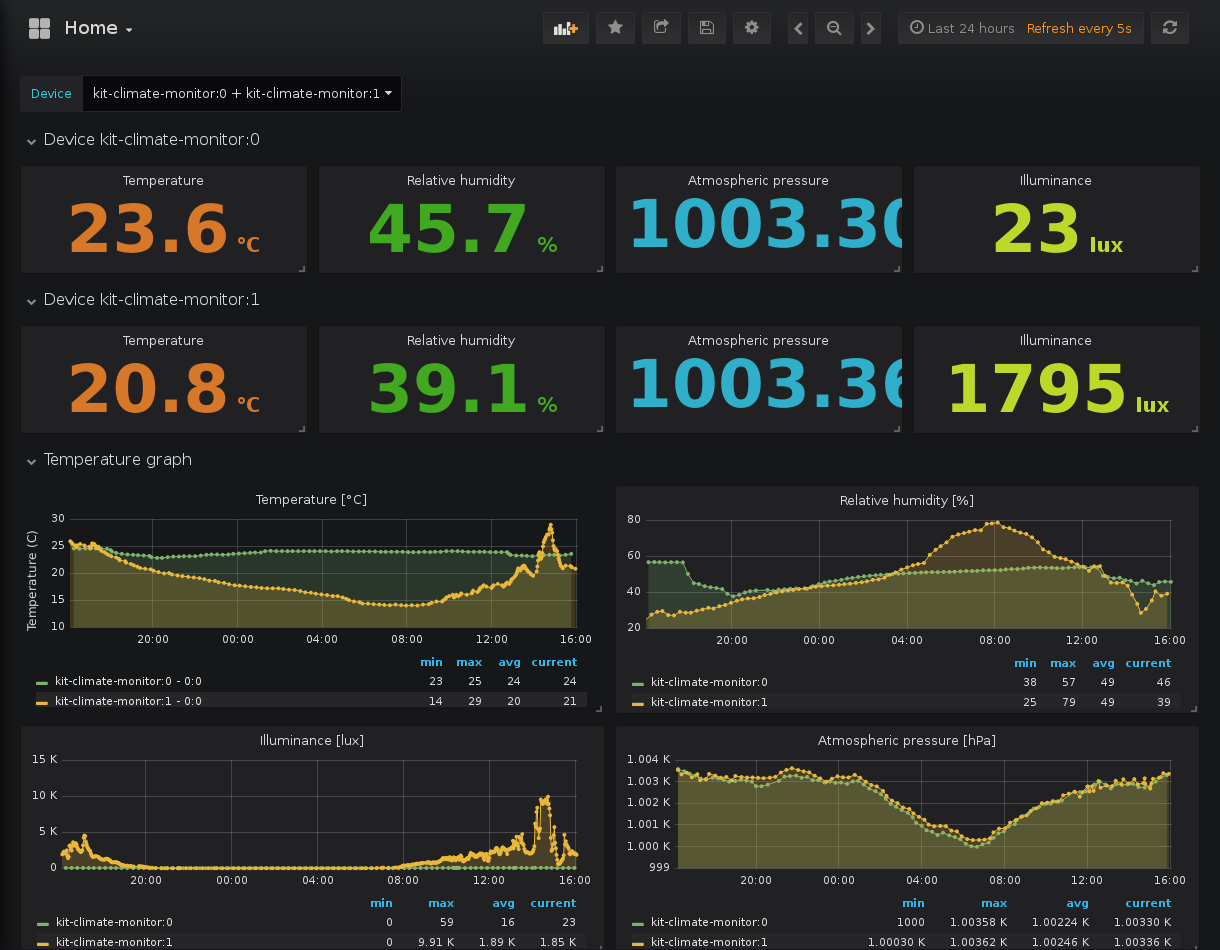 Home
Last 24 hours Refresh every 5s
Device kit-climate-monitor:0 + kit-climate-monitor:1
Device kit-climate-monitor:0
Temperature Relative humidity Atmospheric pressure Illuminance
23.6 °C 45.7 % 1003.30 23 lux
Device kit-climate-monitor:1
Temperature Relative humidity Atmospheric pressure Illuminance
20.8 °C 39.1 % 1003.36 1795 lux
Temperature graph
Temperature [°C]
Temperature (C)
30
25
20
15
10
20:00 00:00 04:00 08:00 12:00 16:00
min max avg current
kit-climate-monitor:0 - 0:0 23 25 24 24
kit-climate-monitor:1 - 0:0 14 29 20 21
Relative humidity [%]
80
60
40
20
20:00 00:00 04:00 08:00 12:00 16:00
min max avg current
kit-climate-monitor:0 38 57 49 46
kit-climate-monitor:1 25 79 49 39
Illuminance [lux]
15 K
10 K
5 K
0
20:00 00:00 04:00 08:00 12:00 16:00
min max avg current
kit-climate-monitor:0 0 59 16 23
kit-climate-monitor:1 0 9.91 K 1.89 K 1.85 K
Atmospheric pressure [hPa]
1.004 K
1.003 K
1.002 K
1.001 K
1.000 K
999
20:00 00:00 04:00 08:00 12:00 16:00
min max avg current
kit-climate-monitor:0 1000 1.00358 K 1.00224 K 1.00330 K
kit-climate-monitor:1 1.00030 K 1.00362 K 1.00246 K 1.00336 K